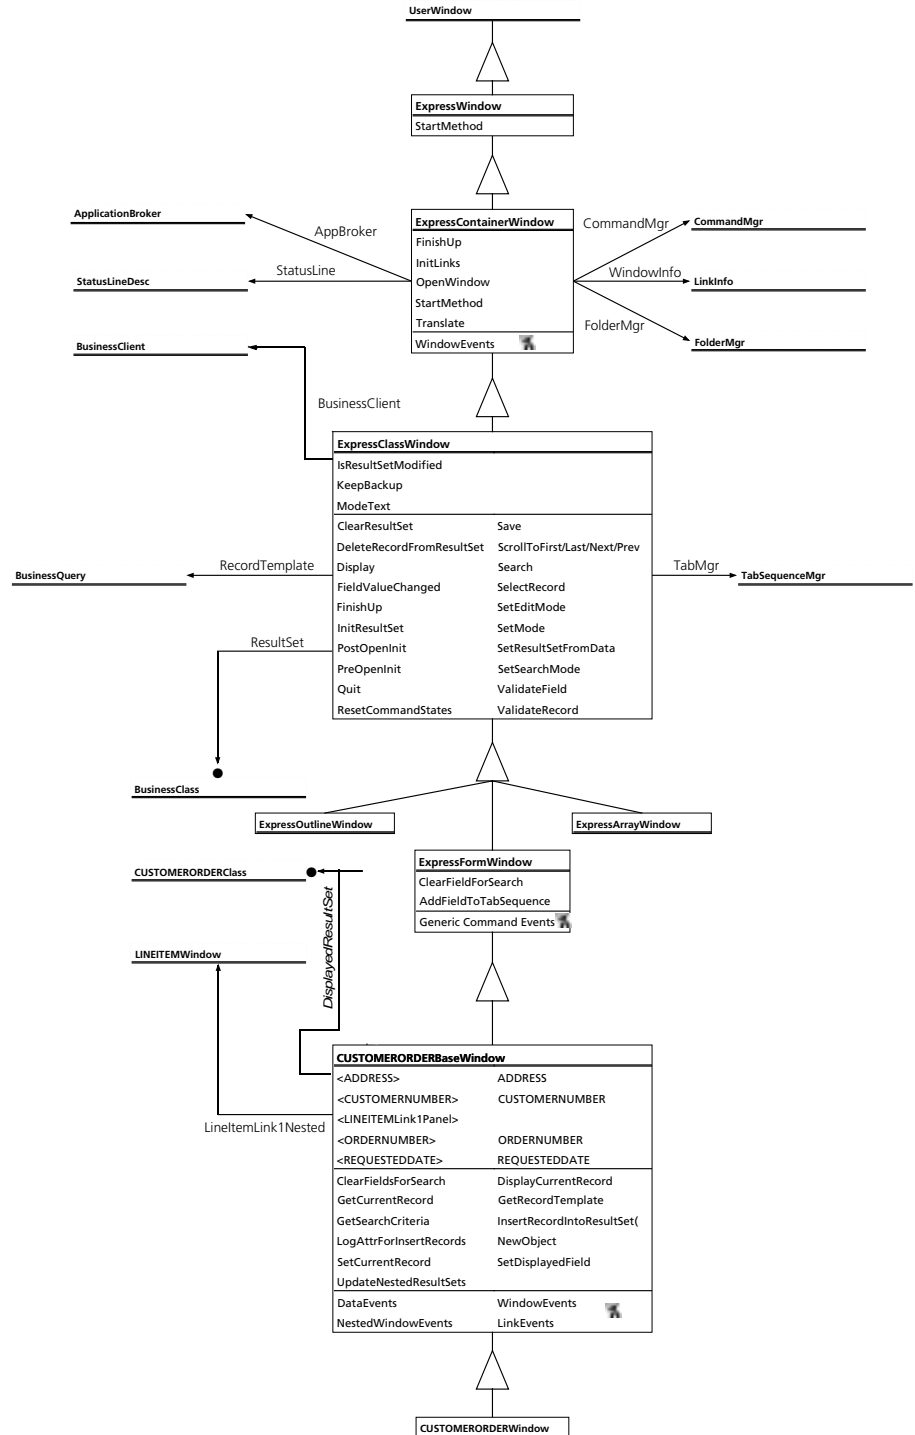 UserWindow
ExpressWindow
StartMethod
ApplicationBroker
AppBroker
StatusLine
StatusLineDesc
BusinessClient
BusinessClient
ExpressContainerWindow
FinishUp
InitLinks
OpenWindow
StartMethod
Translate
WindowEvents
CommandMgr
CommandMgr
WindowInfo
LinkInfo
FolderMgr
FolderMgr
ExpressClassWindow
IsResultSetModified
KeepBackup
ModeText
ClearResultSet Save
DeleteRecordFromResultSet ScrollToFirst/Last/Next/Prev
Display Search
FieldValueChanged SelectRecord
FinishUp SetEditMode
InitResultSet SetMode
PostOpenInit SetResultSetFromData
PreOpenInit SetSearchMode
Quit ValidateField
ResetCommandStates ValidateRecord
RecordTemplate
BusinessQuery
TabMgr
TabSequenceMgr
ResultSet
BusinessClass
ExpressOutlineWindow
ExpressArrayWindow
ExpressFormWindow
ClearFieldForSearch
AddFieldToTabSequence
Generic Command Events
CUSTOMERORDERClass
DisplayedResultSet
LINEITEMWindow
LineItemLink1Nested
CUSTOMERORDERBaseWindow
<ADDRESS> ADDRESS
<CUSTOMERNUMBER> CUSTOMERNUMBER
<LINEITEMLink1Panel>
<ORDERNUMBER> ORDERNUMBER
<REQUESTEDDATE> REQUESTEDDATE
ClearFieldsForSearch DisplayCurrentRecord
GetCurrentRecord GetRecordTemplate
GetSearchCriteria InsertRecordIntoResultSet(
LogAttrForInsertRecords NewObject
SetCurrentRecord SetDisplayedField
UpdateNestedResultSets
DataEvents WindowEvents
NestedWindowEvents LinkEvents
CUSTOMERORDERWindow